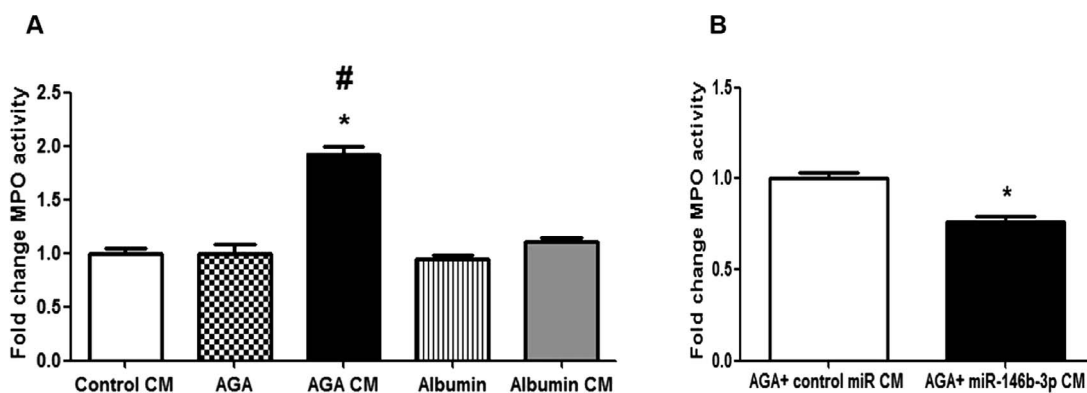 A
Fold change MPO activity
2.5
2.0
1.5
1.0
0.5
0.0
#
*
Control CM
AGA
AGA CM
Albumin
Albumin CM
B
Fold change MPO activity
1.5
1.0
0.5
0.0
*
AGA+ control miR CM
AGA+ miR-146b-3p CM